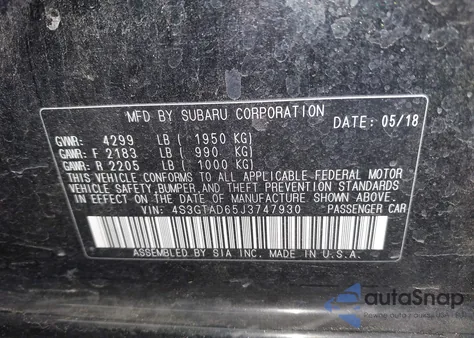 MFD BY SUBARU CORPORATION
DATE: 05/18
GVWR: 4299 LB ( 1950 KG)
GAWR: F 2183 LB ( 990 KG)
GAWR: R 2205 LB ( 1000 KG)
THIS VEHICLE CONFORMS TO ALL APPLICABLE FEDERAL MOTOR
VEHICLE SAFETY, BUMPER, AND THEFT PREVENTION STANDARDS
IN EFFECT ON THE DATE OF MANUFACTURE SHOWN ABOVE.
VIN: 4S3GTAD65J3747930 PASSENGER CAR
ASSEMBLED BY SIA INC. MADE IN U.S.A.
autoSnap